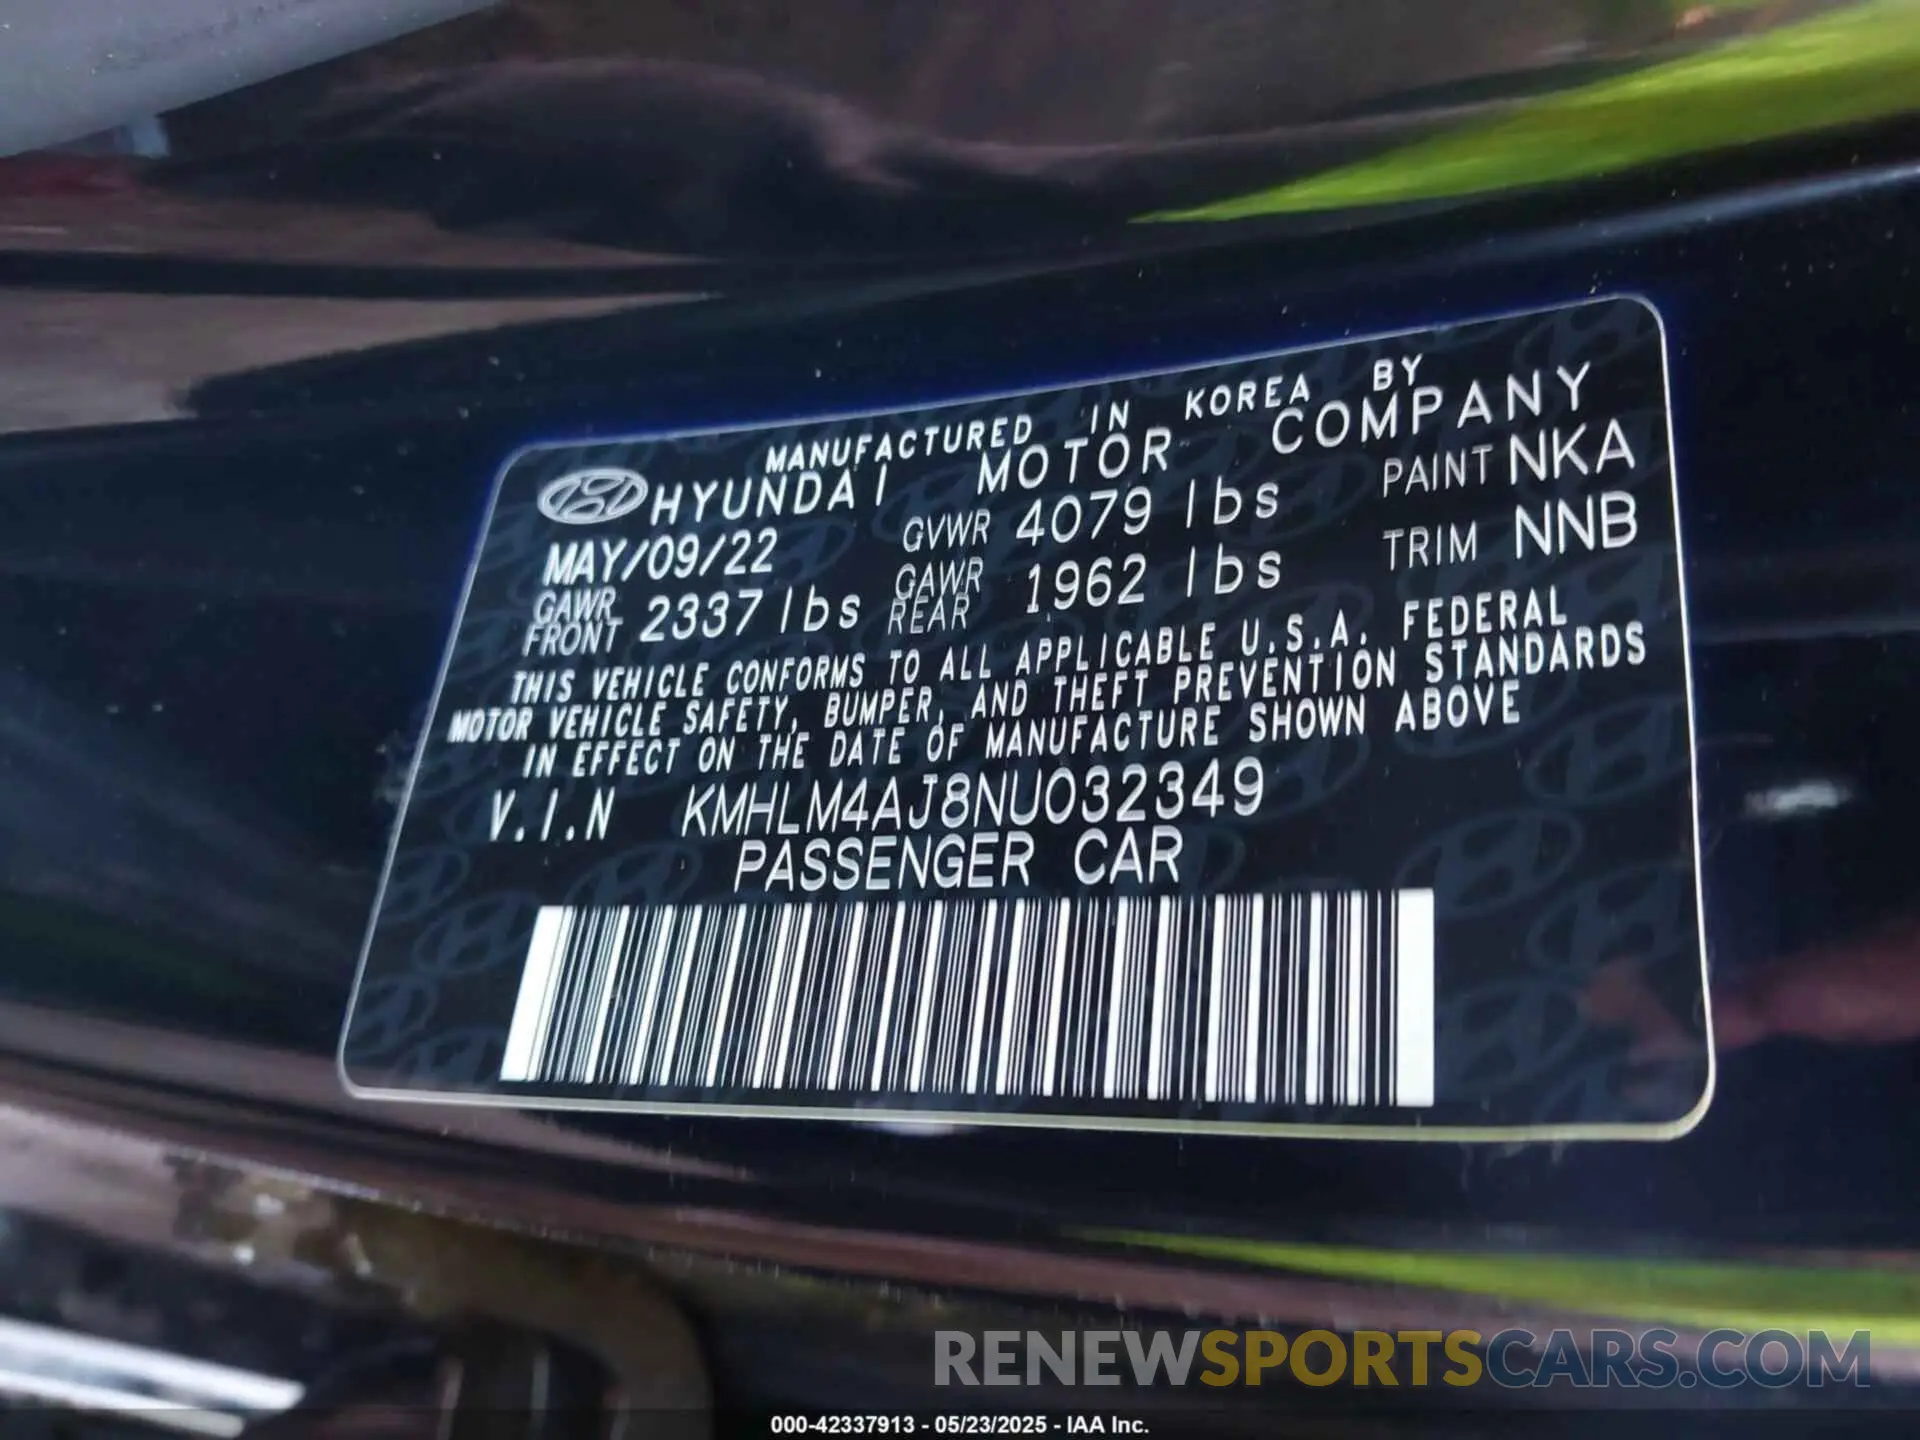 MANUFACTURED IN KOREA BY
HYUNDAI MOTOR COMPANY
MAY/09/22 GVWR 4079 lbs PAINT NKA
GAWR FRONT 2337 lbs GAWR REAR 1962 lbs TRIM NNB
THIS VEHICLE CONFORMS TO ALL APPLICABLE U.S.A. FEDERAL
MOTOR VEHICLE SAFETY, BUMPER, AND THEFT PREVENTION STANDARDS
IN EFFECT ON THE DATE OF MANUFACTURE SHOWN ABOVE
V.I.N KMHLM4AJ8NU032349
PASSENGER CAR
RENEWSPORTSCARS.COM
000-42337913 - 05/23/2025 - IAA Inc.